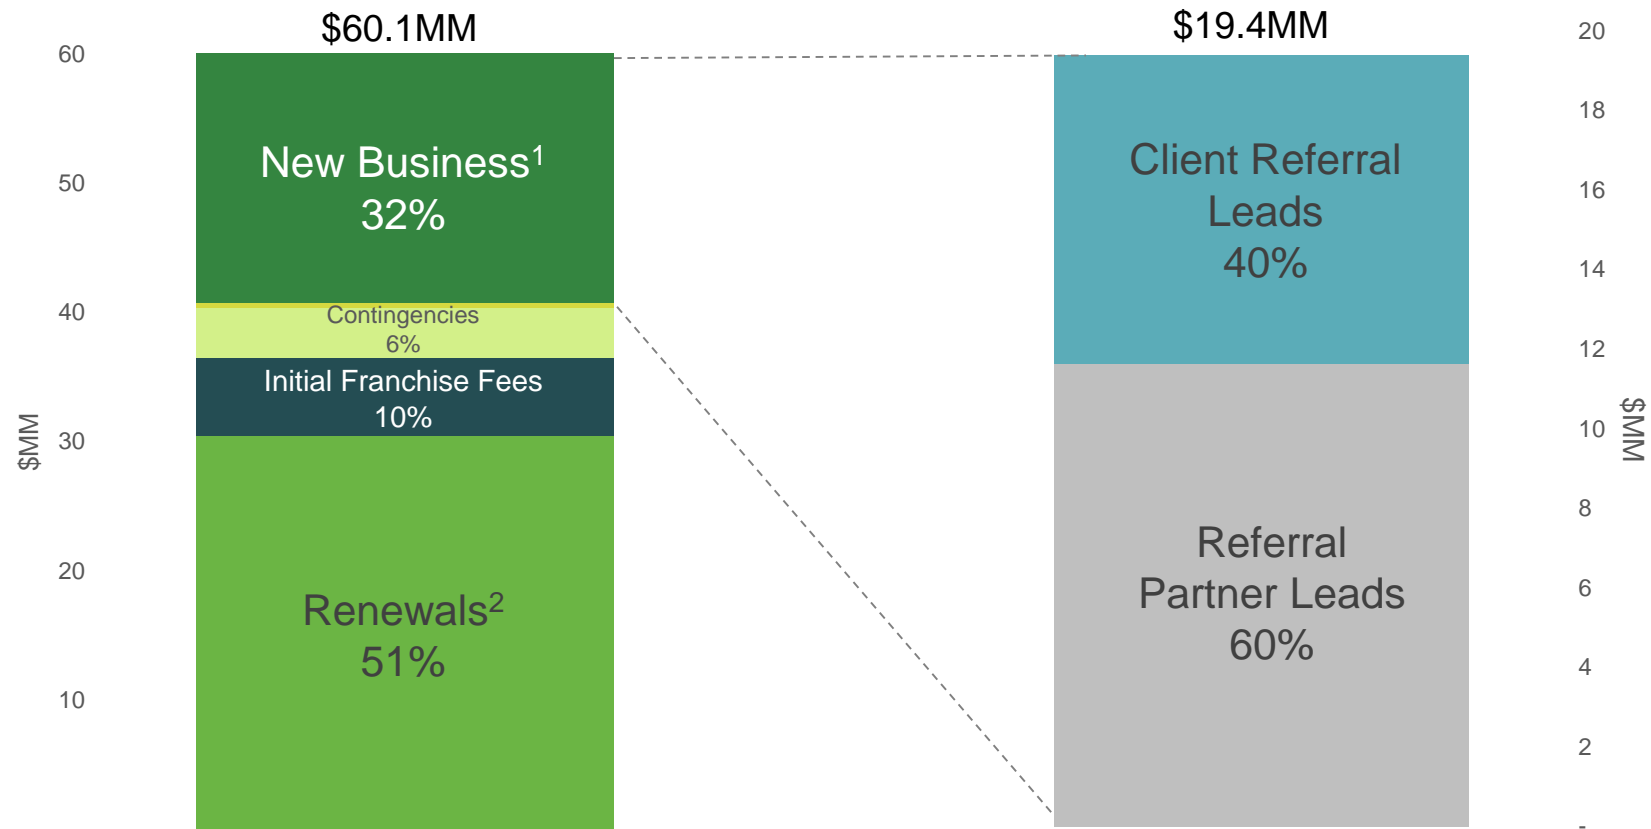 $60.1MM
$19.4MM
60
50
40
30
20
10
$MM
New Business1
32%
Contingencies
6%
Initial Franchise Fees
10%
Renewals2
51%
Client Referral
Leads
40%
Referral
Partner Leads
60%
20
18
16
14
12
10
8
6
4
2
-
$MM